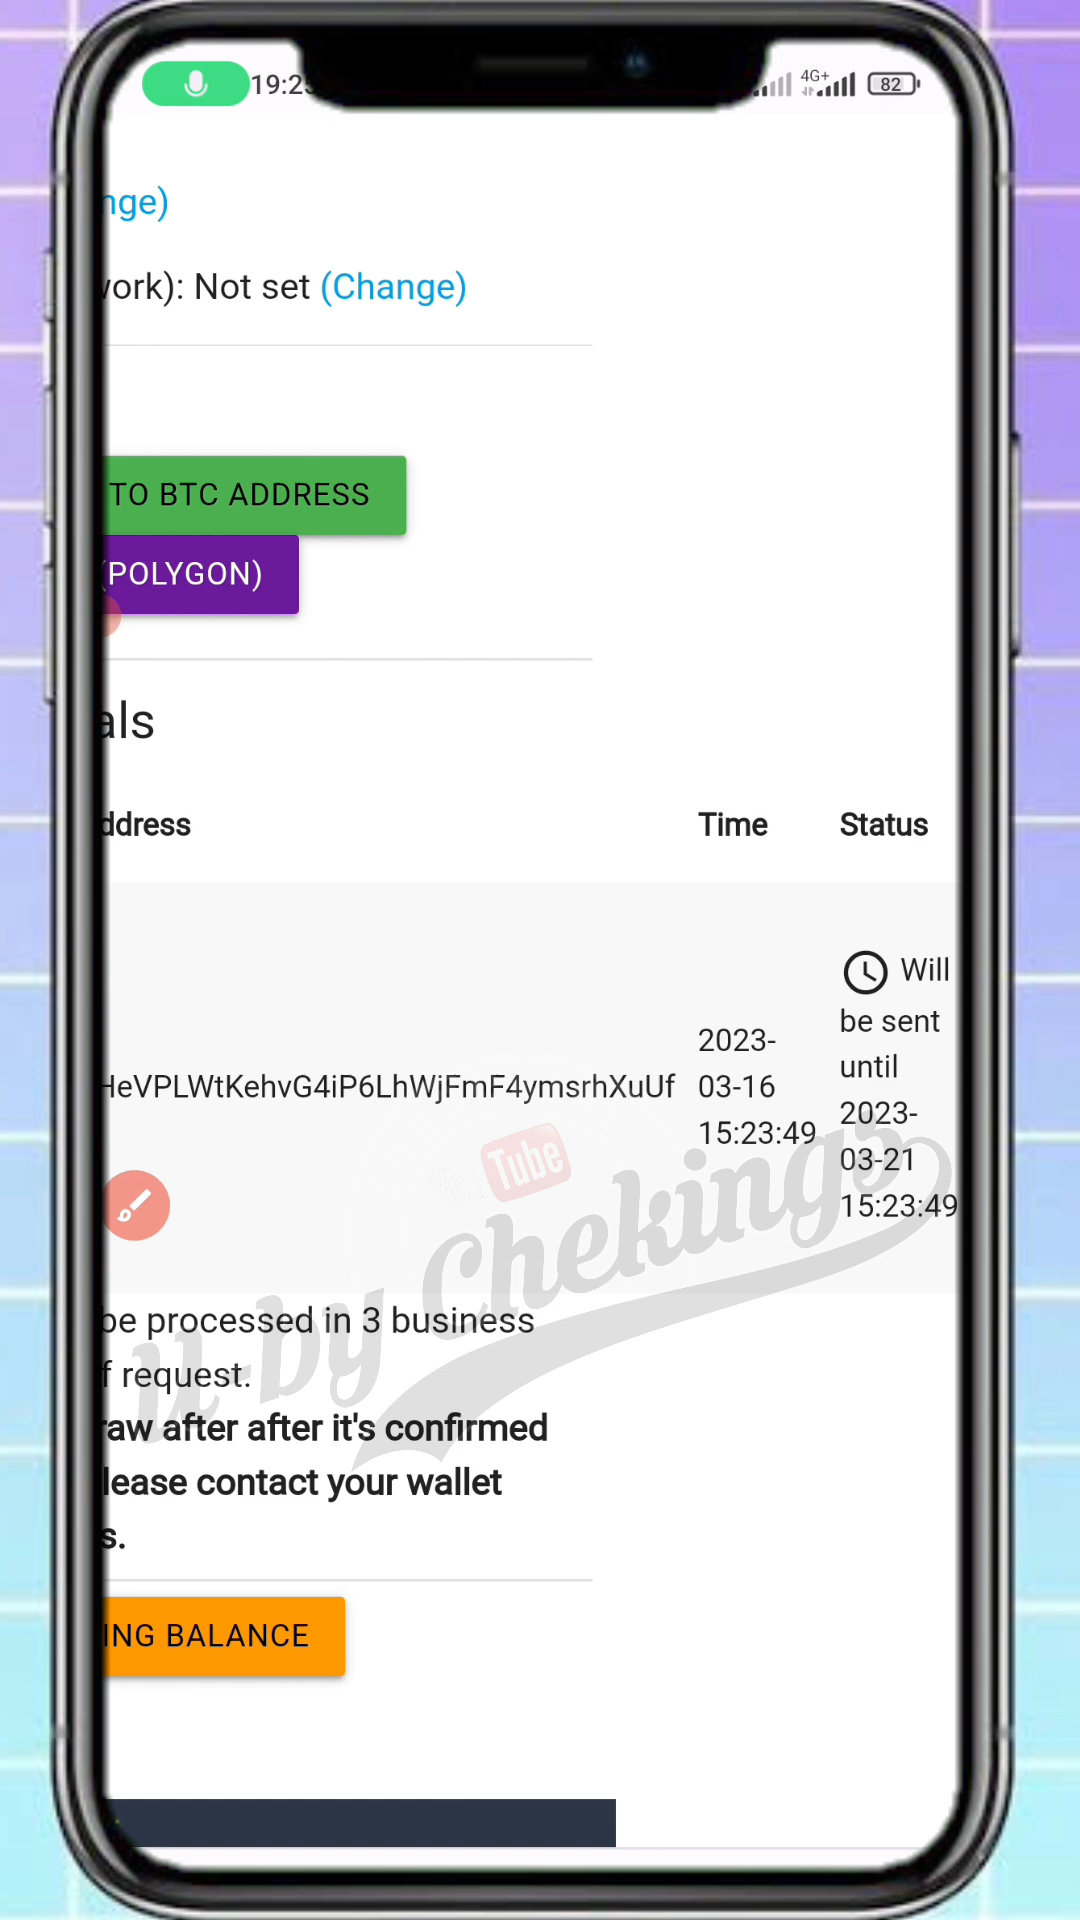 19:2
4G+
82
nge)
work): Not set (Change)
TO BTC ADDRESS
(POLYGON)
als
ddress Time Status
HeVPLWtKehvG4iP6LhWjFmF4ymsrhXuUf
2023-
03-16
15:23:49
Will
be sent
until
2023-
03-21
15:23:49
YouTube
be processed in 3 business
f request.
raw after after it's confirmed
lease contact your wallet
s.
ING BALANCE
-by Chekings